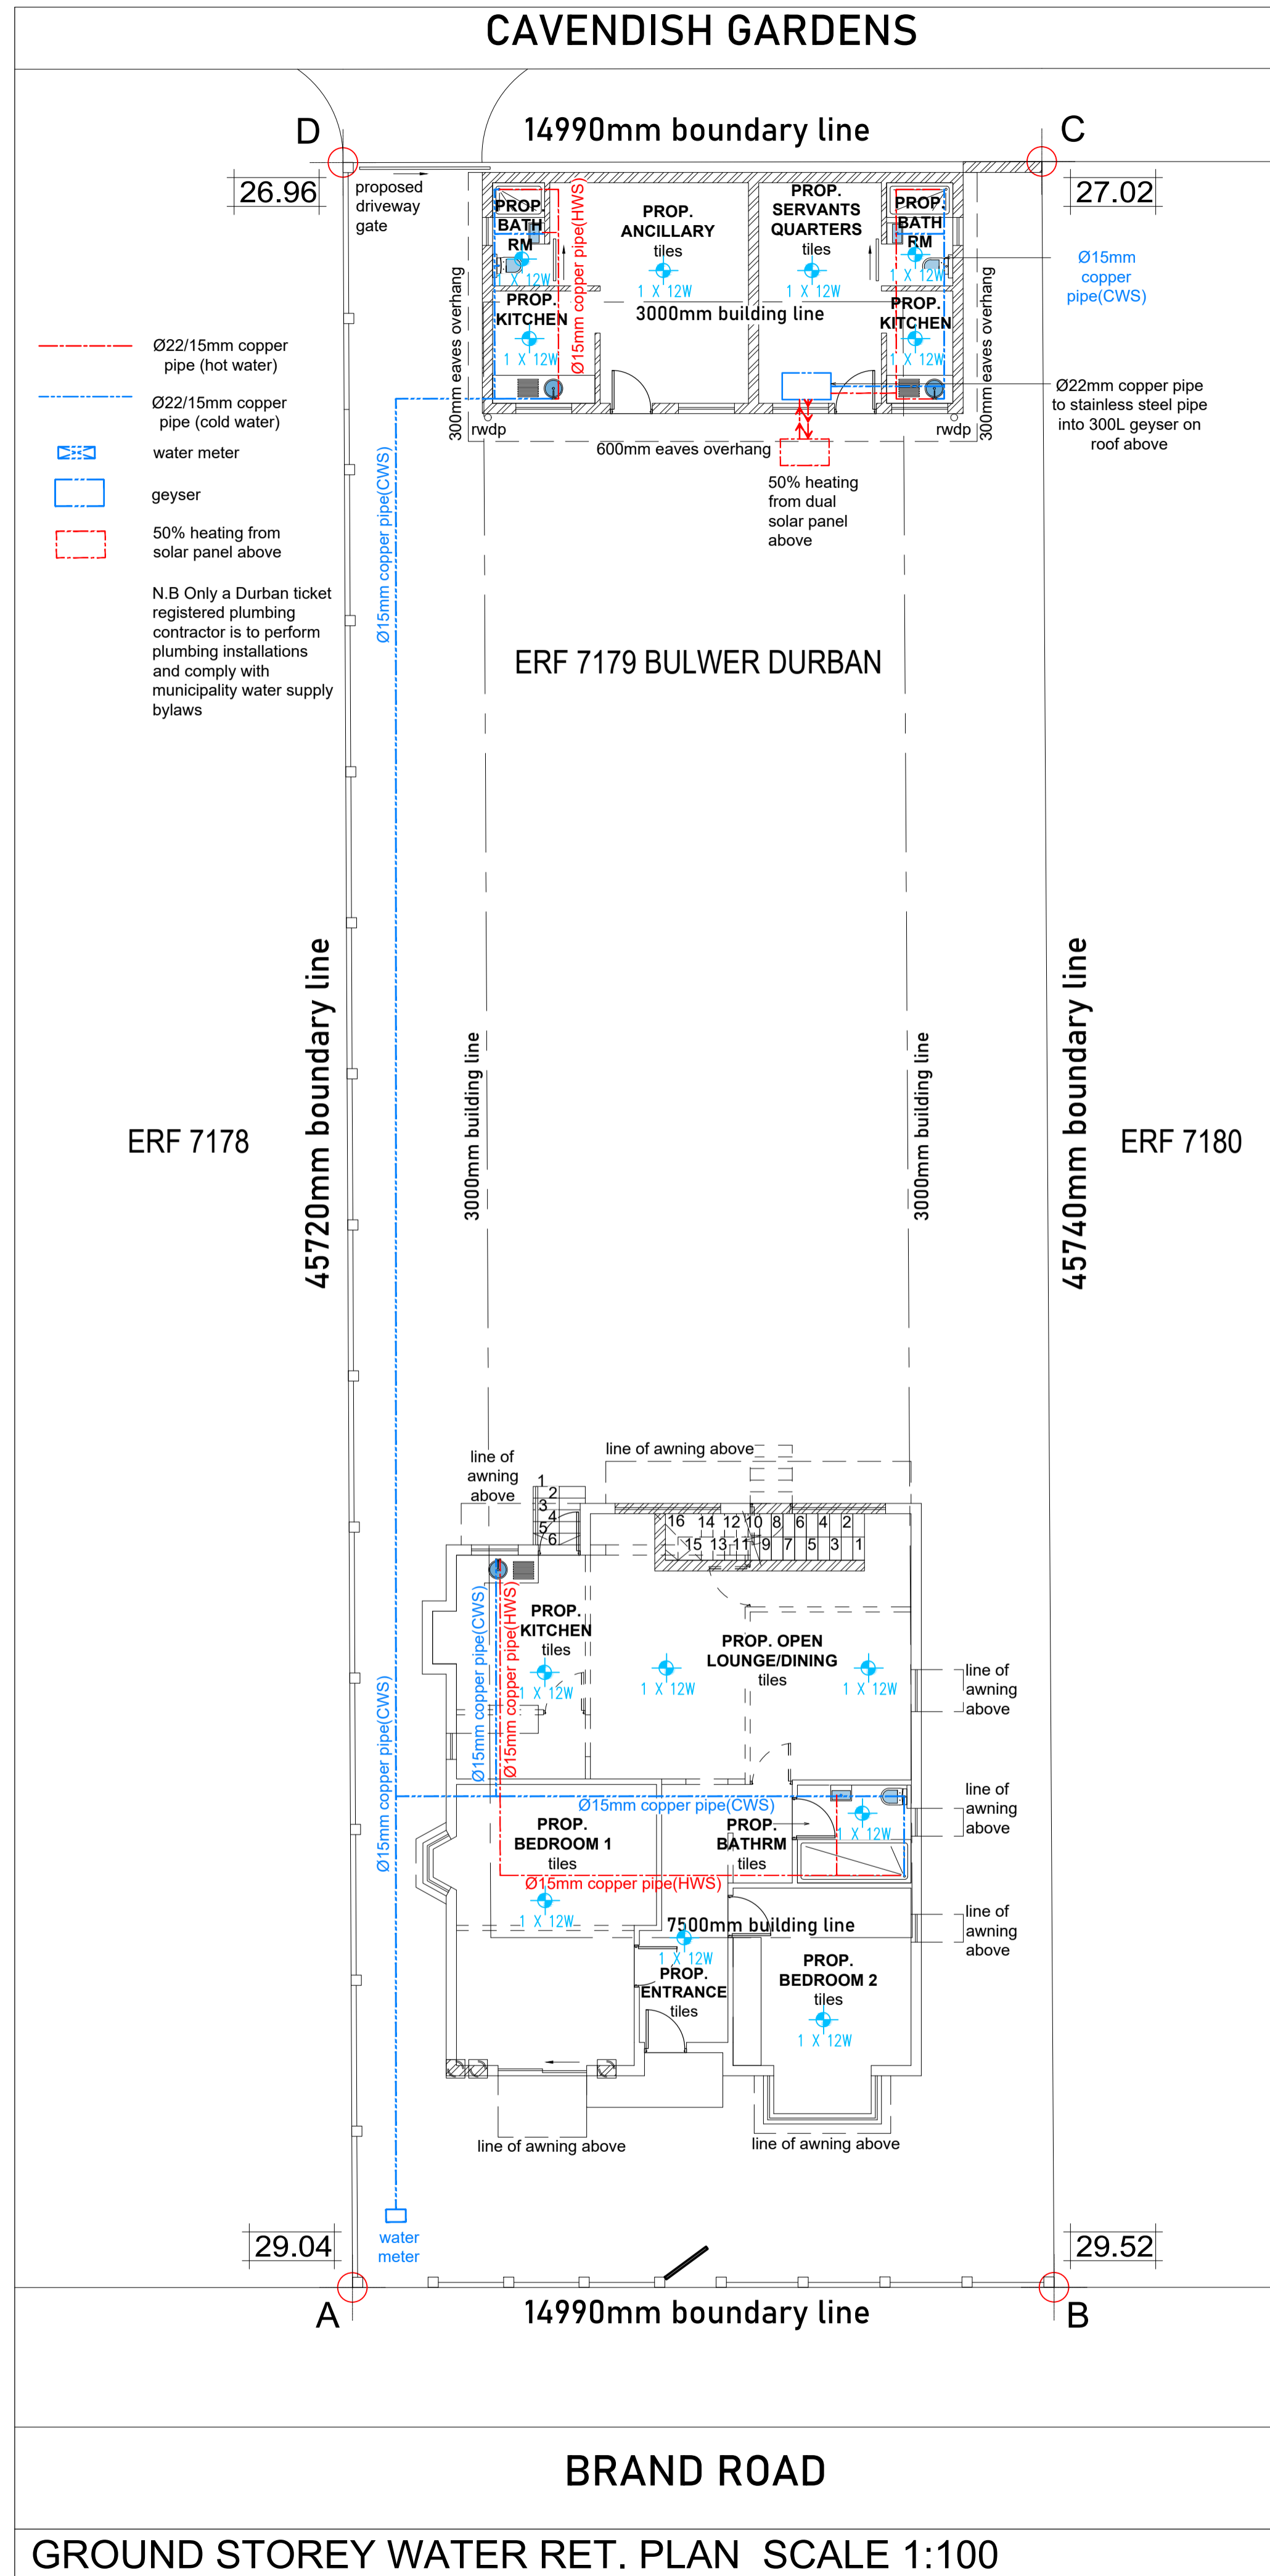 CAVENDISH GARDENS
D
14990mm boundary line
C
26.96
proposed
driveway
gate
27.02
PROP.
BATH
RM
1 X 12W
Ø15mm copper pipe(HWS)
PROP.
ANCILLARY
tiles
1 X 12W
PROP.
SERVANTS
QUARTERS
tiles
1 X 12W
PROP.
BATH
RM
1 X 12W
Ø15mm
copper
pipe(CWS)
300mm eaves overhang
PROP.
KITCHEN
1 X 12W
3000mm building line
PROP.
KITCHEN
1 X 12W
300mm eaves overhang
Ø22/15mm copper
pipe (hot water)
Ø22/15mm copper
pipe (cold water)
water meter
geyser
50% heating from
solar panel above
N.B Only a Durban ticket
registered plumbing
contractor is to perform
plumbing installations
and comply with
municipality water supply
bylaws
Ø22mm copper pipe
to stainless steel pipe
into 300L geyser on
roof above
rwdp
rwdp
600mm eaves overhang
50% heating
from dual
solar panel
above
Ø15mm copper pipe(CWS)
ERF 7179 BULWER DURBAN
45720mm boundary line
3000mm building line
3000mm building line
45740mm boundary line
ERF 7178
ERF 7180
line of
awning
above
line of awning above
1
2
3
4
5
6
16 14 12 10 8 6 4 2
15 13 11 9 7 5 3 1
Ø15mm copper pipe(CWS)
Ø15mm copper pipe(CWS)
Ø15mm copper pipe(HWS)
PROP.
KITCHEN
tiles
1 X 12W
PROP. OPEN
LOUNGE/DINING
tiles
1 X 12W
1 X 12W
line of
awning
above
Ø15mm copper pipe(CWS)
line of
awning
above
PROP.
BEDROOM 1
tiles
PROP.
BATHRM
tiles
1 X 12W
Ø15mm copper pipe(HWS)
1 X 12W
7500mm building line
line of
awning
above
1 X 12W
PROP.
ENTRANCE
tiles
PROP.
BEDROOM 2
tiles
1 X 12W
line of awning above
line of awning above
water
meter
29.04
29.52
A
14990mm boundary line
B
BRAND ROAD
GROUND STOREY WATER RET. PLAN SCALE 1:100